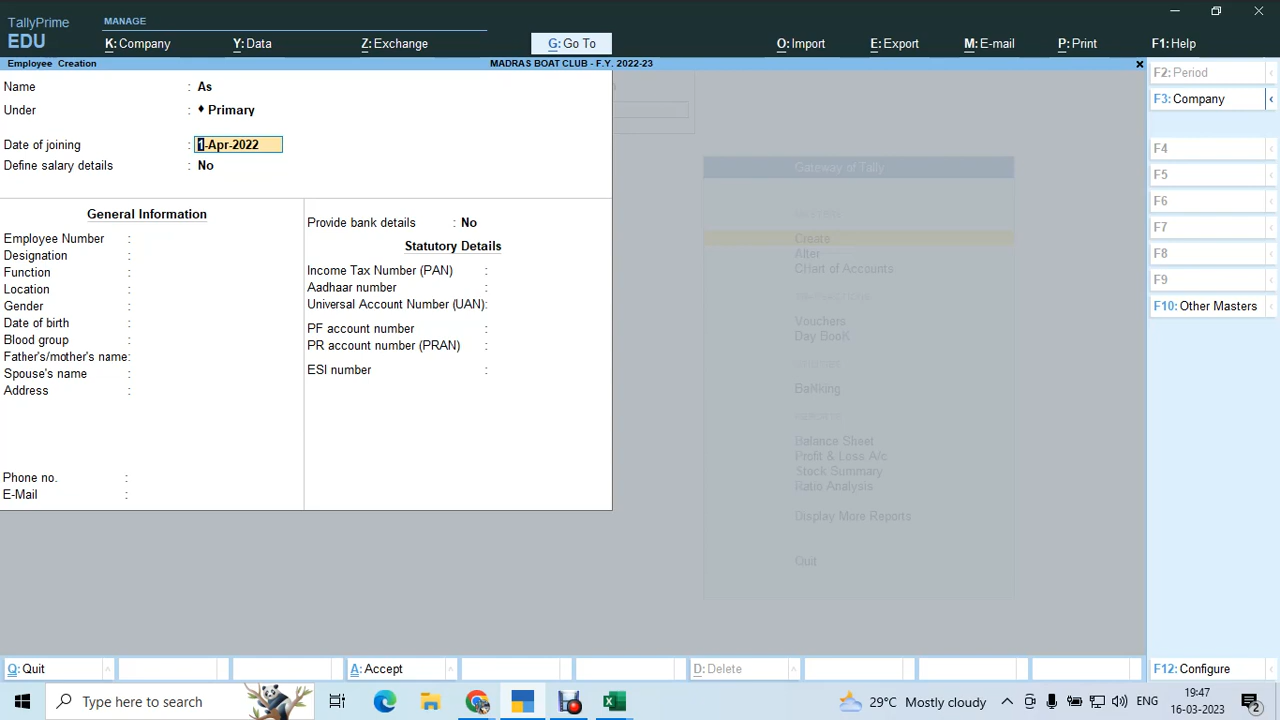 TallyPrime
EDU
MANAGE
K: Company
Y: Data
Z: Exchange
G: Go To
O: Import
E: Export
M: E-mail
P: Print
F1: Help
Employee Creation
MADRAS BOAT CLUB - F.Y. 2022-23
Name : As
Under : ♦ Primary
Date of joining : 1-Apr-2022
Define salary details : No
General Information
Employee Number :
Designation :
Function :
Location :
Gender :
Date of birth :
Blood group :
Father's/mother's name:
Spouse's name :
Address :
Phone no. :
E-Mail :
Provide bank details : No
Statutory Details
Income Tax Number (PAN) :
Aadhaar number :
Universal Account Number (UAN):
PF account number :
PR account number (PRAN) :
ESI number :
Gateway of Tally
Create
Alter
CHart of Accounts
Vouchers
Day BooK
BaNking
Balance Sheet
Profit & Loss A/c
Stock Summary
Ratio Analysis
Display More Reports
Quit
F2: Period
F3: Company
F4
F5
F6
F7
F8
F9
F10: Other Masters
Q: Quit
A: Accept
D: Delete
F12: Configure
Type here to search
29°C Mostly cloudy
ENG
19:47
16-03-2023
2